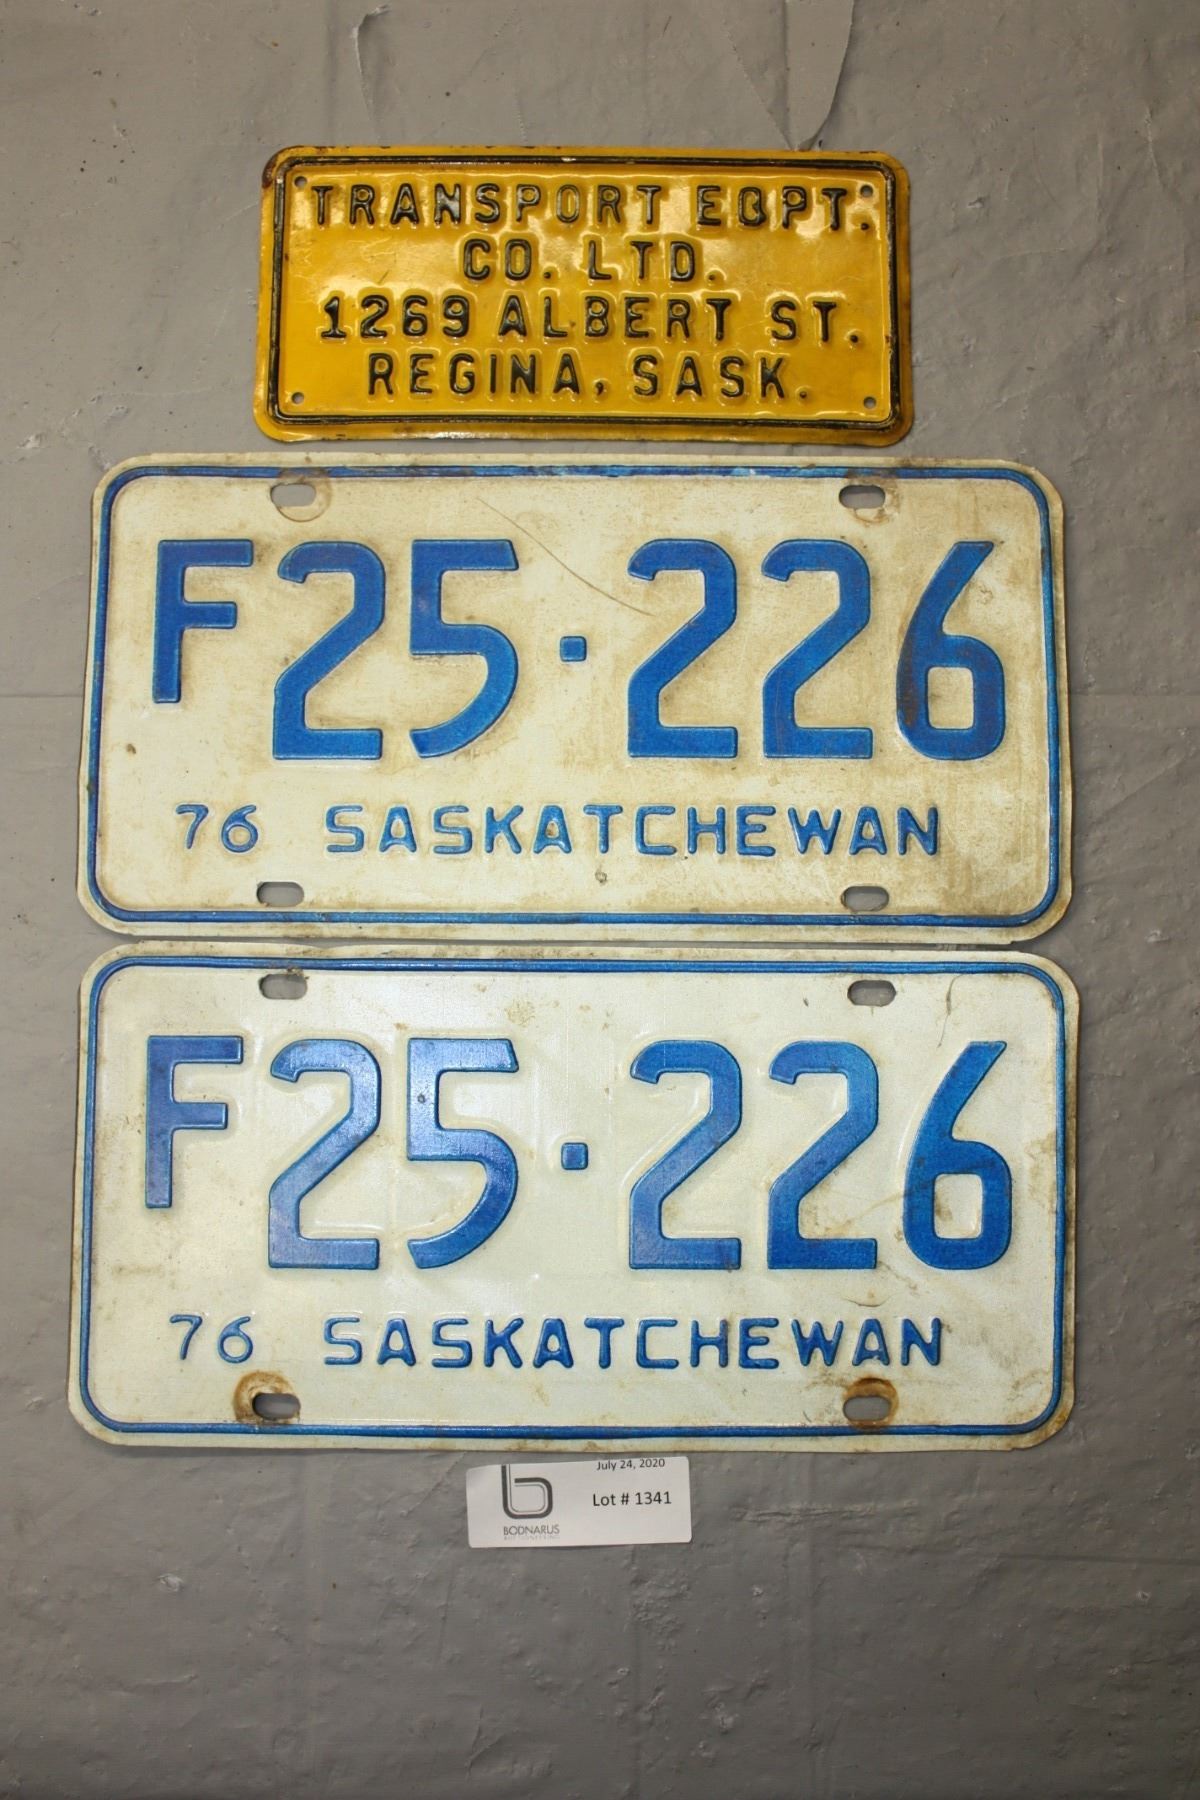 TRANSPORT EQPT.
CO. LTD.
1269 ALBERT ST.
REGINA, SASK.
F25·226
76 SASKATCHEWAN
F25·226
76 SASKATCHEWAN
July 24, 2020
Lot # 1341
BODNARUS
AUCTIONEERING